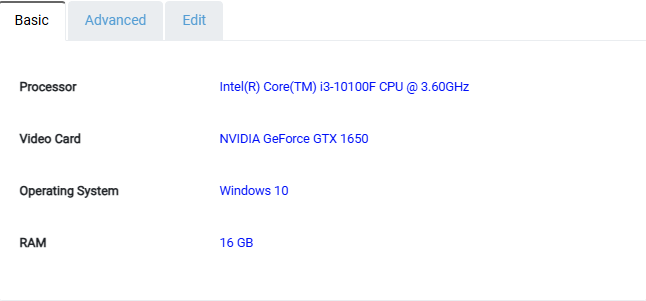 Basic Advanced Edit
Processor Intel(R) Core(TM) i3-10100F CPU @ 3.60GHz
Video Card NVIDIA GeForce GTX 1650
Operating System Windows 10
RAM 16 GB